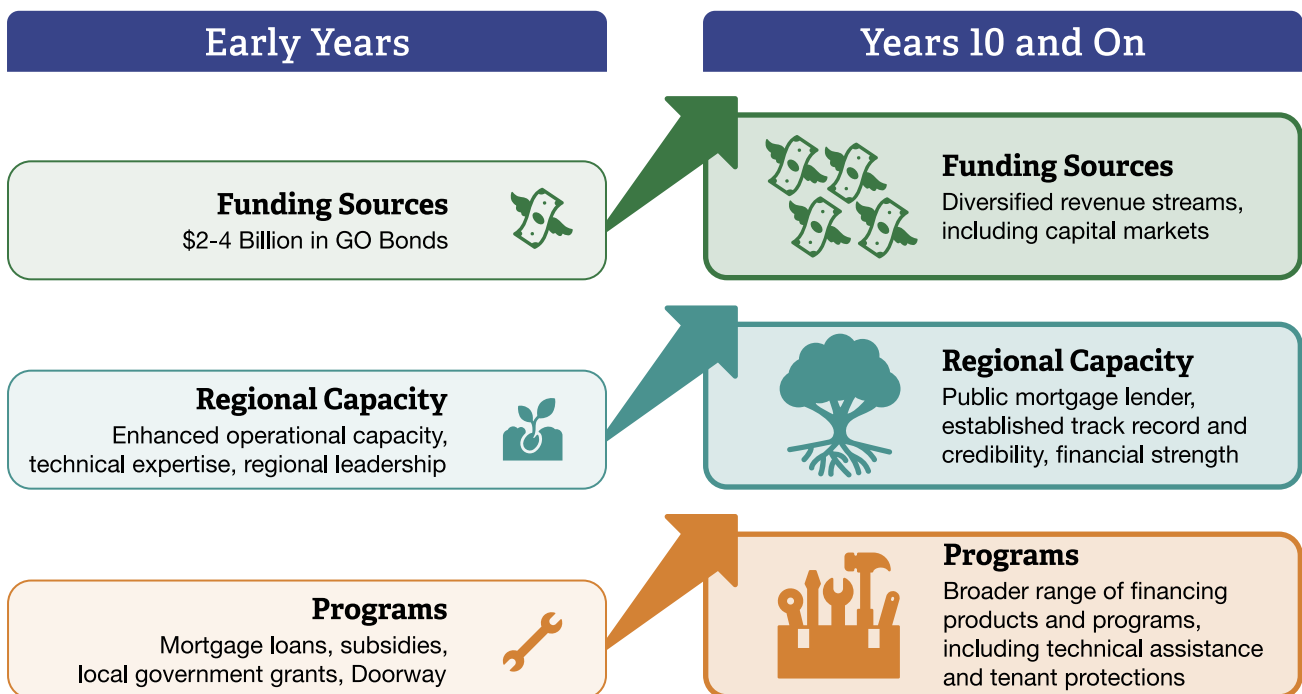 Early Years
Years 10 and On
Funding Sources
$2-4 Billion in GO Bonds
Funding Sources
Diversified revenue streams,
including capital markets
Regional Capacity
Enhanced operational capacity,
technical expertise, regional leadership
Regional Capacity
Public mortgage lender,
established track record and
credibility, financial strength
Programs
Mortgage loans, subsidies,
local government grants, Doorway
Programs
Broader range of financing
products and programs,
including technical assistance
and tenant protections